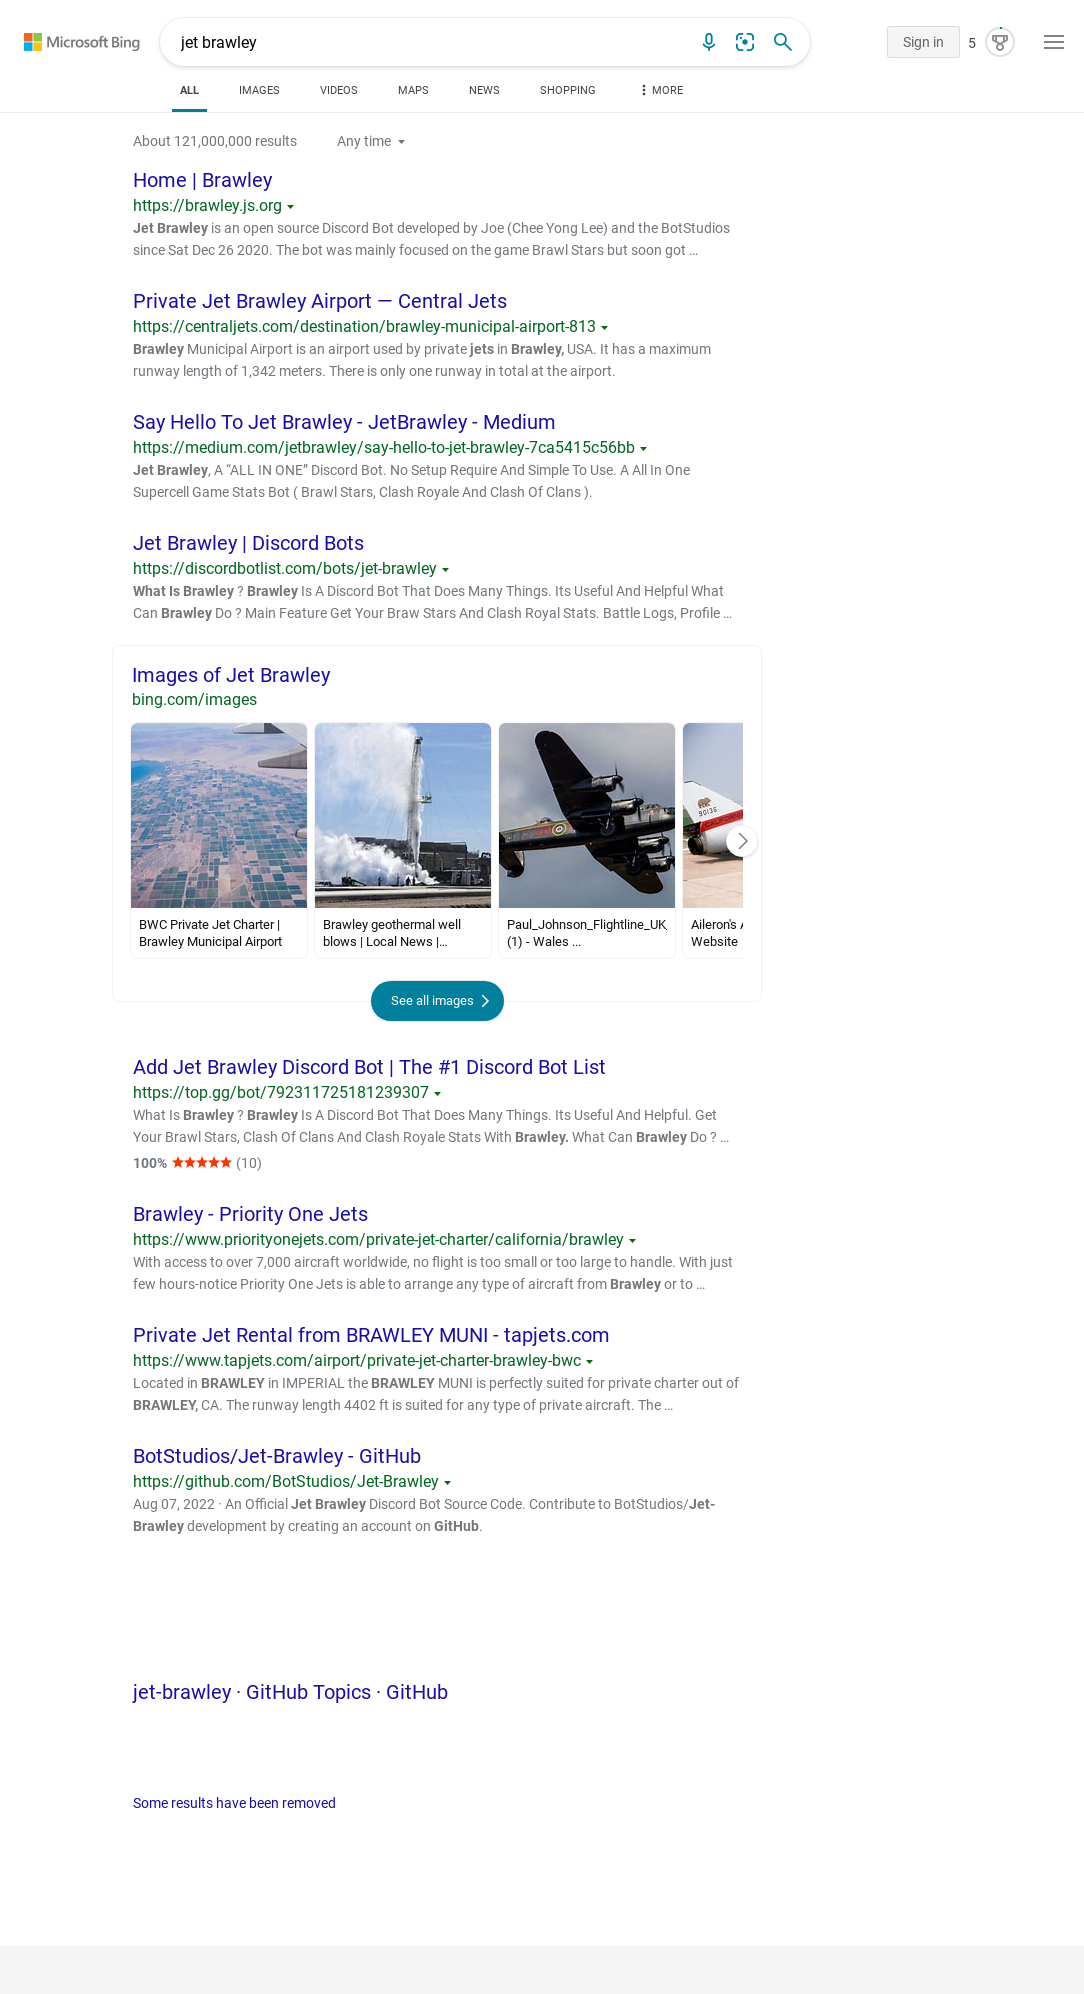 Microsoft Bing
jet brawley
Sign in
5
ALL
IMAGES
VIDEOS
MAPS
NEWS
SHOPPING
MORE
About 121,000,000 results
Any time
Home | Brawley
https://brawley.js.org
Jet Brawley is an open source Discord Bot developed by Joe (Chee Yong Lee) and the BotStudios
since Sat Dec 26 2020. The bot was mainly focused on the game Brawl Stars but soon got ...
Private Jet Brawley Airport — Central Jets
https://centraljets.com/destination/brawley-municipal-airport-813
Brawley Municipal Airport is an airport used by private jets in Brawley, USA. It has a maximum
runway length of 1,342 meters. There is only one runway in total at the airport.
Say Hello To Jet Brawley - JetBrawley - Medium
https://medium.com/jetbrawley/say-hello-to-jet-brawley-7ca5415c56bb
Jet Brawley, A “ALL IN ONE” Discord Bot. No Setup Require And Simple To Use. A All In One
Supercell Game Stats Bot ( Brawl Stars, Clash Royale And Clash Of Clans ).
Jet Brawley | Discord Bots
https://discordbotlist.com/bots/jet-brawley
What Is Brawley ? Brawley Is A Discord Bot That Does Many Things. Its Useful And Helpful What
Can Brawley Do ? Main Feature Get Your Braw Stars And Clash Royal Stats. Battle Logs, Profile ...
Images of Jet Brawley
bing.com/images
90136
CALIFORN
BWC Private Jet Charter |
Brawley Municipal Airport
Brawley geothermal well
blows | Local News |...
Paul_Johnson_Flightline_UK
(1) - Wales ...
Aileron's A
Website
See all images
Add Jet Brawley Discord Bot | The #1 Discord Bot List
https://top.gg/bot/792311725181239307
What Is Brawley ? Brawley Is A Discord Bot That Does Many Things. Its Useful And Helpful. Get
Your Brawl Stars, Clash Of Clans And Clash Royale Stats With Brawley. What Can Brawley Do ? ...
100% (10)
Brawley - Priority One Jets
https://www.priorityonejets.com/private-jet-charter/california/brawley
With access to over 7,000 aircraft worldwide, no flight is too small or too large to handle. With just
few hours-notice Priority One Jets is able to arrange any type of aircraft from Brawley or to ...
Private Jet Rental from BRAWLEY MUNI - tapjets.com
https://www.tapjets.com/airport/private-jet-charter-brawley-bwc
Located in BRAWLEY in IMPERIAL the BRAWLEY MUNI is perfectly suited for private charter out of
BRAWLEY, CA. The runway length 4402 ft is suited for any type of private aircraft. The ...
BotStudios/Jet-Brawley - GitHub
https://github.com/BotStudios/Jet-Brawley
Aug 07, 2022 · An Official Jet Brawley Discord Bot Source Code. Contribute to BotStudios/Jet-
Brawley development by creating an account on GitHub.
jet-brawley · GitHub Topics · GitHub
Some results have been removed